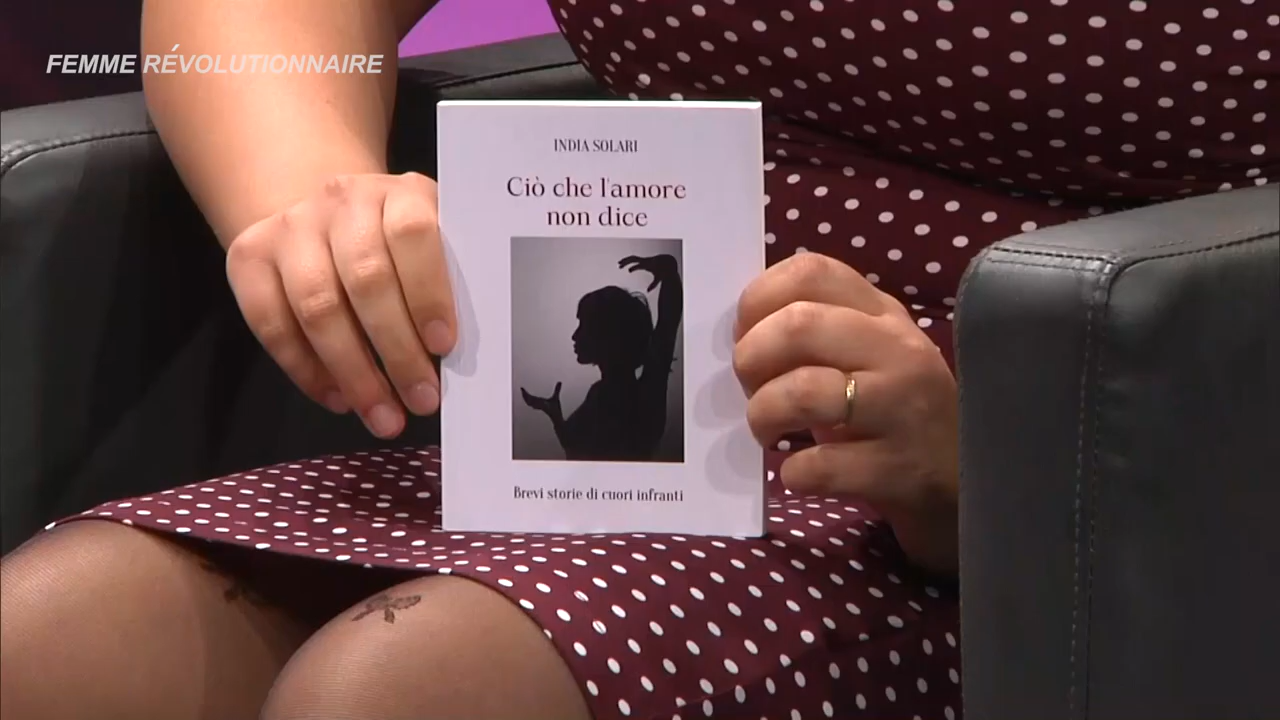 FEMME RÉVOLUTIONNAIRE
INDIA SOLARI
Ciò che l'amore
non dice
Brevi storie di cuori infranti